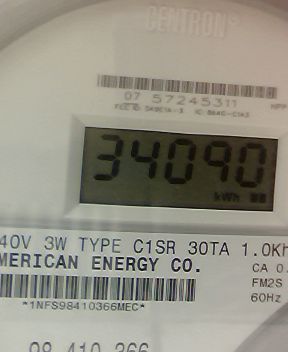 CENTRON®
07 57245311
34090
kWh
40V 3W TYPE C1SR 30TA 1.0Kh
MERICAN ENERGY CO.
CA 0.
FM2S
60Hz
*1NFS98410366MEC*
98 410 366